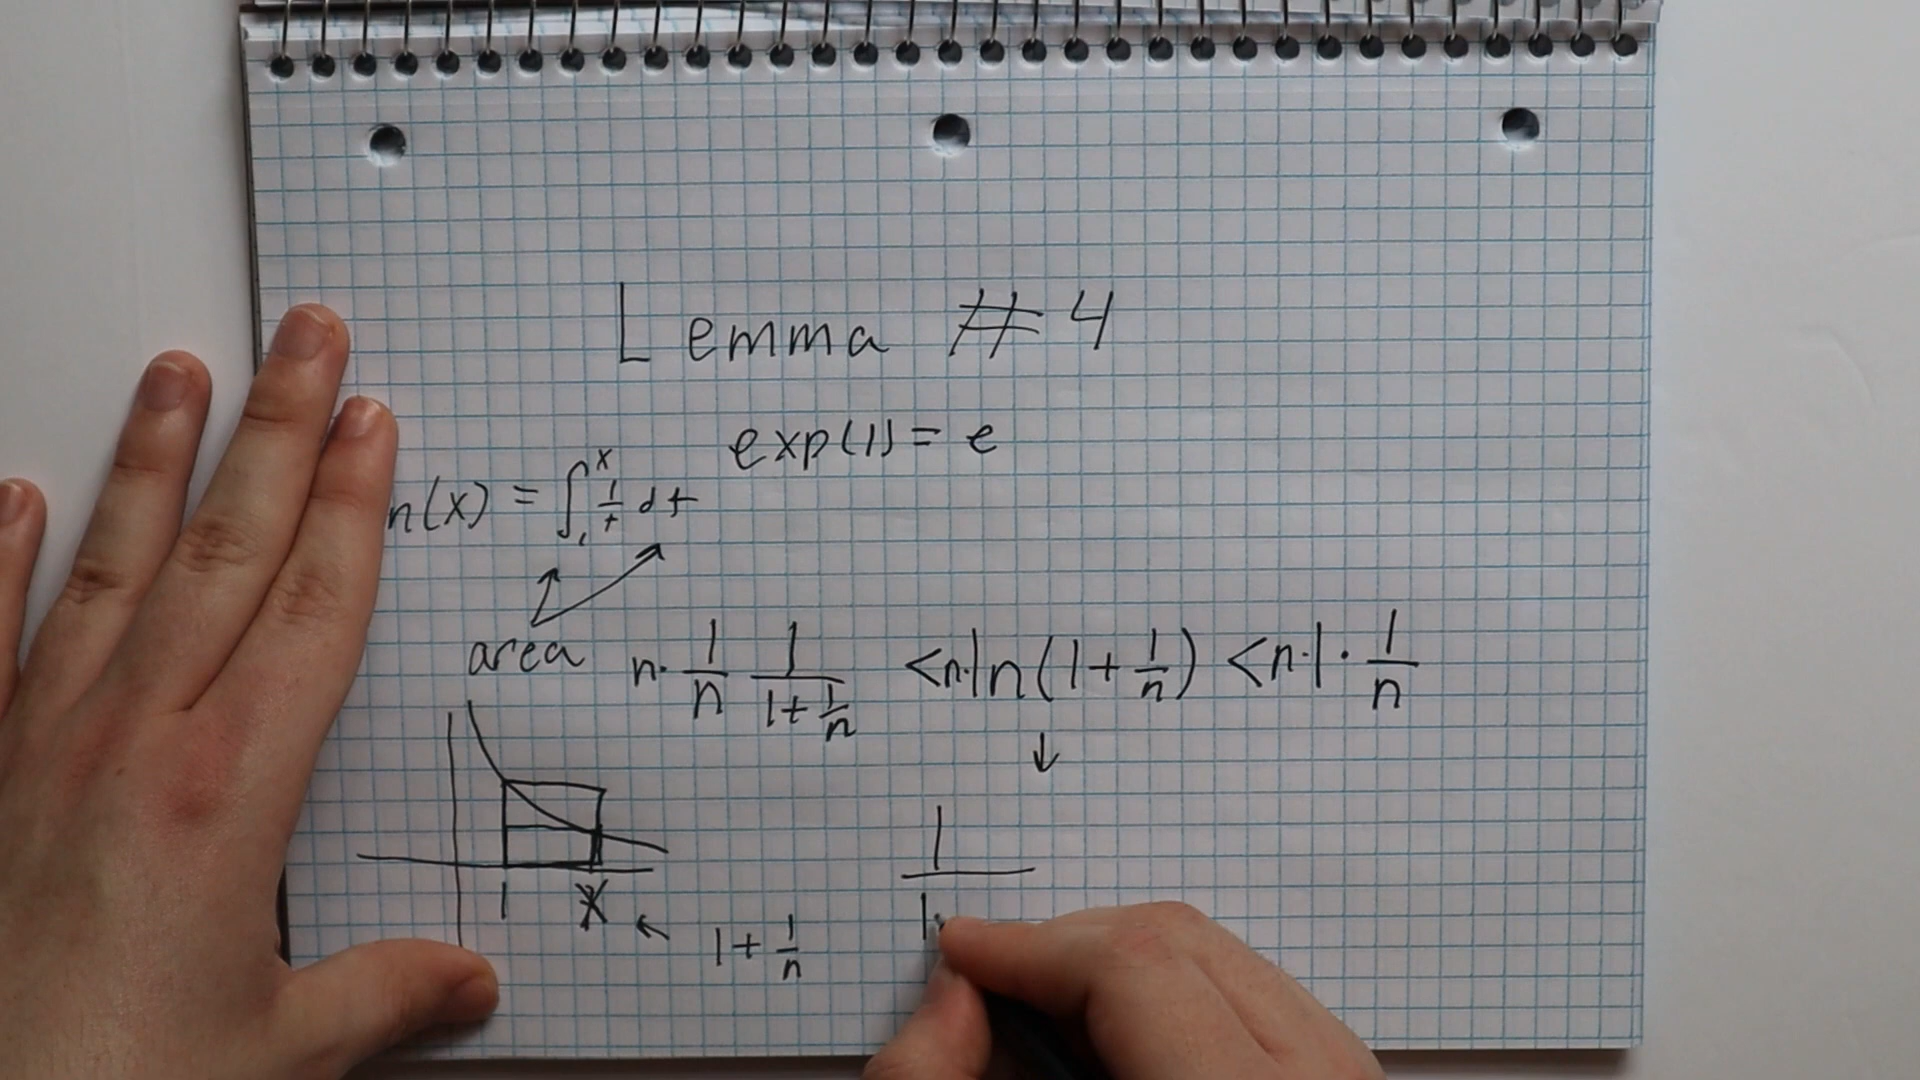 Lemma #4
exp(1) = e
n(x) = ∫₁ˣ 1/t dt
area
n · 1/n 1/(1+1/n) < n · ln(1+1/n) < n · 1 · 1/n
↓
1/1
1 x ← 1+1/n